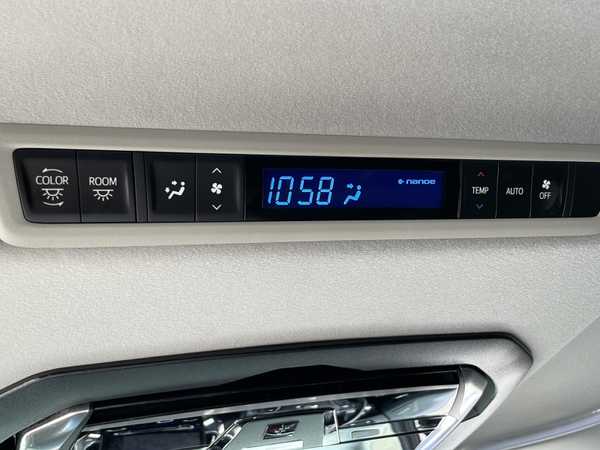 COLOR
ROOM
1058
nanoe
TEMP
AUTO
OFF